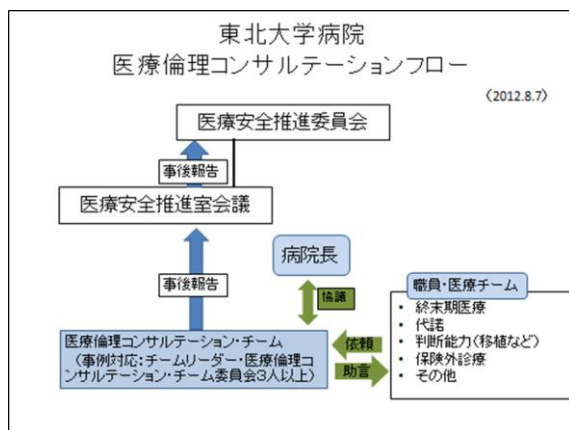 東北大学病院
医療倫理コンサルテーションフロー
（2012.8.7）
医療安全推進委員会
事後報告
医療安全推進室会議
事後報告
病院長
協議
医療倫理コンサルテーション・チーム
（事例対応：チームリーダー・医療倫理コ
ンサルテーション・チーム委員会3人以上）
依頼
助言
職員・医療チーム
• 終末期医療
• 代諾
• 判断能力（移植など）
• 保険外診療
• その他